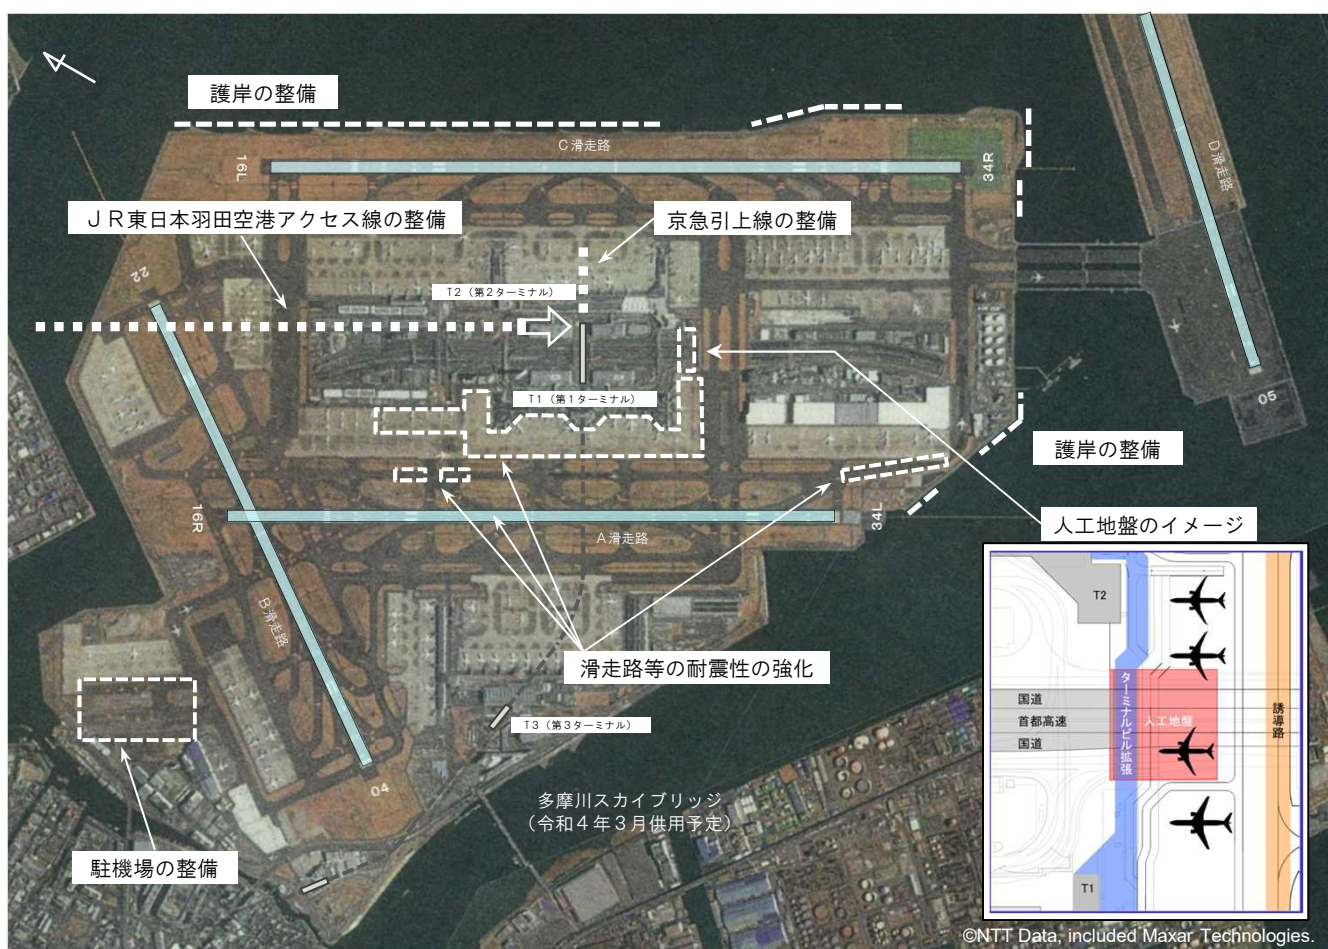 護岸の整備
C滑走路
16L
34R
D滑走路
JR東日本羽田空港アクセス線の整備
京急引上線の整備
22
T2(第2ターミナル)
T1(第1ターミナル)
05
護岸の整備
16R
34L
A滑走路
人工地盤のイメージ
B滑走路
滑走路等の耐震性の強化
T3(第3ターミナル)
04
多摩川スカイブリッジ
(令和4年3月供用予定)
駐機場の整備
T2
国道
首都高速
国道
ターミナルビル拡張
人工地盤
誘導路
T1
©NTT Data, included Maxar Technologies.